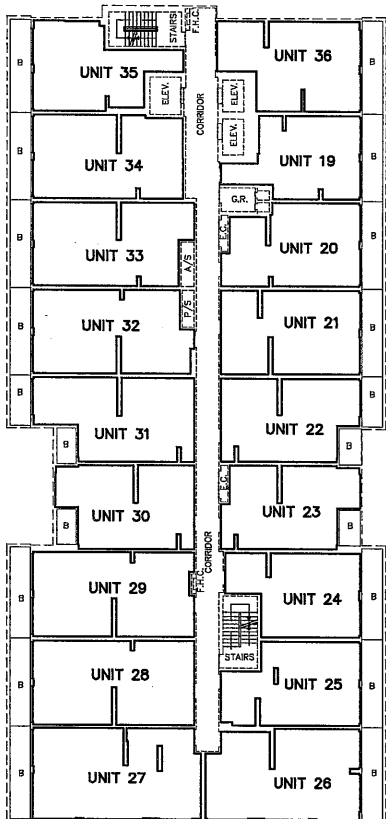 STAIRS
F.H.C.
B
UNIT 35
UNIT 36
B
ELEV.
ELEV.
CORRIDOR
ELEV.
B
UNIT 34
UNIT 19
B
G.R.
B
UNIT 33
E.C.
UNIT 20
B
A/S
P/S
B
UNIT 32
UNIT 21
B
B
UNIT 31
UNIT 22
B
B
B
E.C.
UNIT 30
UNIT 23
B
B
CORRIDOR
F.H.C.
B
UNIT 29
UNIT 24
B
STAIRS
B
UNIT 28
UNIT 25
B
B
UNIT 27
UNIT 26
B